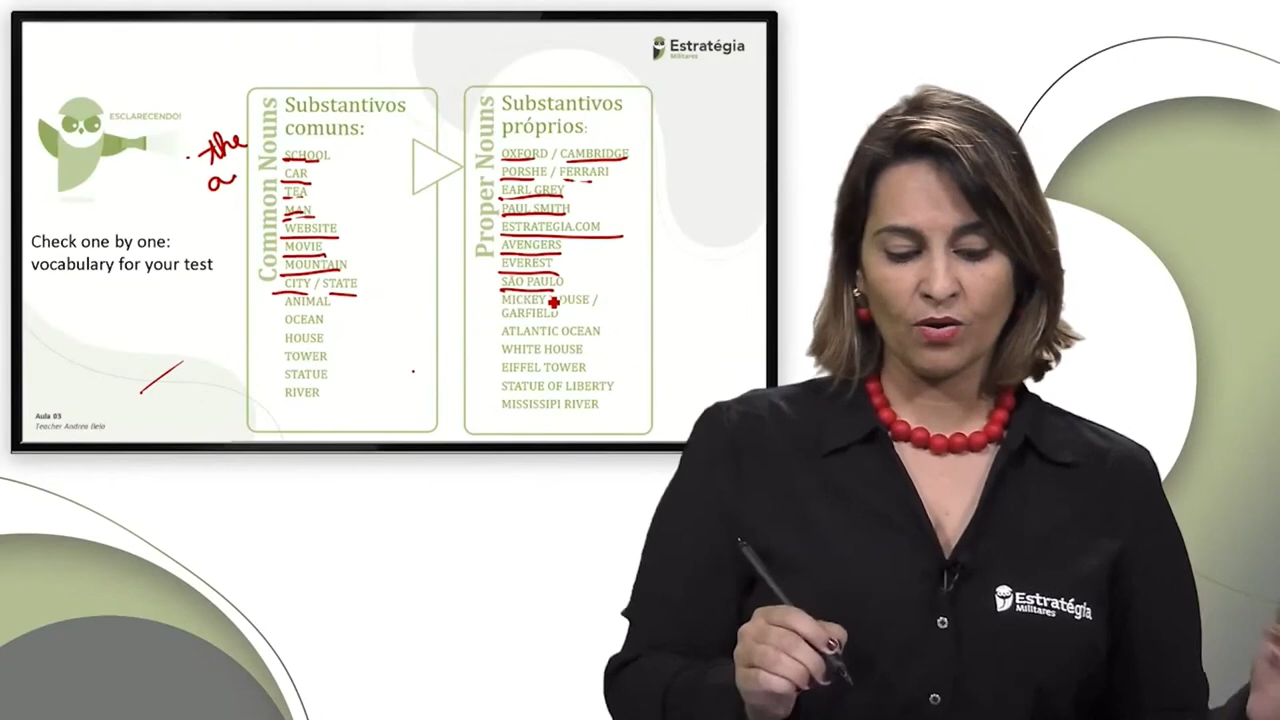 Estratégia
Militares
ESCLARECENDO!
the
a
Check one by one:
vocabulary for your test
Aula 03
Teacher Andrea Belo
Common Nouns
Substantivos
comuns:
SCHOOL
CAR
TEA
MAN
WEBSITE
MOVIE
MOUNTAIN
CITY / STATE
ANIMAL
OCEAN
HOUSE
TOWER
STATUE
RIVER
Proper Nouns
Substantivos
próprios:
OXFORD / CAMBRIDGE
PORSHE / FERRARI
EARL GREY
PAUL SMITH
ESTRATEGIA.COM
AVENGERS
EVEREST
SÃO PAULO
MICKEY MOUSE /
GARFIELD
ATLANTIC OCEAN
WHITE HOUSE
EIFFEL TOWER
STATUE OF LIBERTY
MISSISSIPI RIVER
Estratégia
Militares